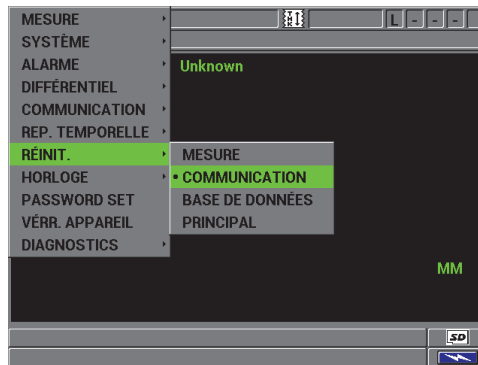 MESURE
SYSTÈME
ALARME
DIFFÉRENTIEL
COMMUNICATION
REP. TEMPORELLE
RÉINIT.
HORLOGE
PASSWORD SET
VÉRR. APPAREIL
DIAGNOSTICS
MESURE
COMMUNICATION
BASE DE DONNÉES
PRINCIPAL
L - - -
Unknown
MM
SD